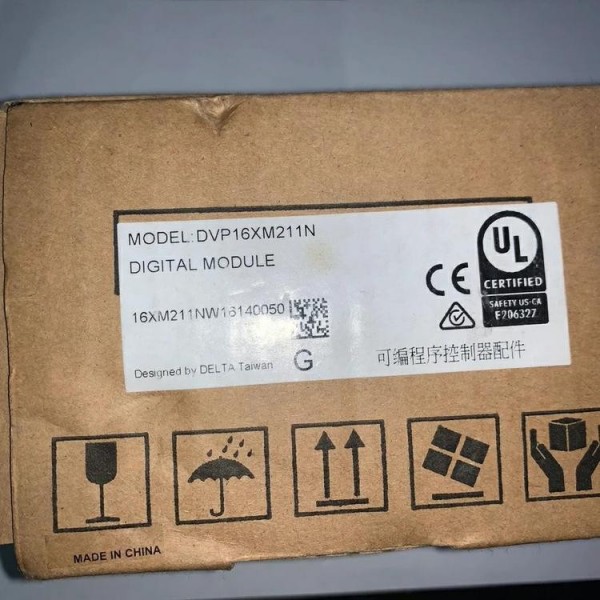 MODEL:DVP16XM211N
DIGITAL MODULE
16XM211NW16140050
Designed by DELTA Taiwan
G
CE
UL
CERTIFIED
SAFETY US-CA
E206327
可编程序控制器配件
MADE IN CHINA